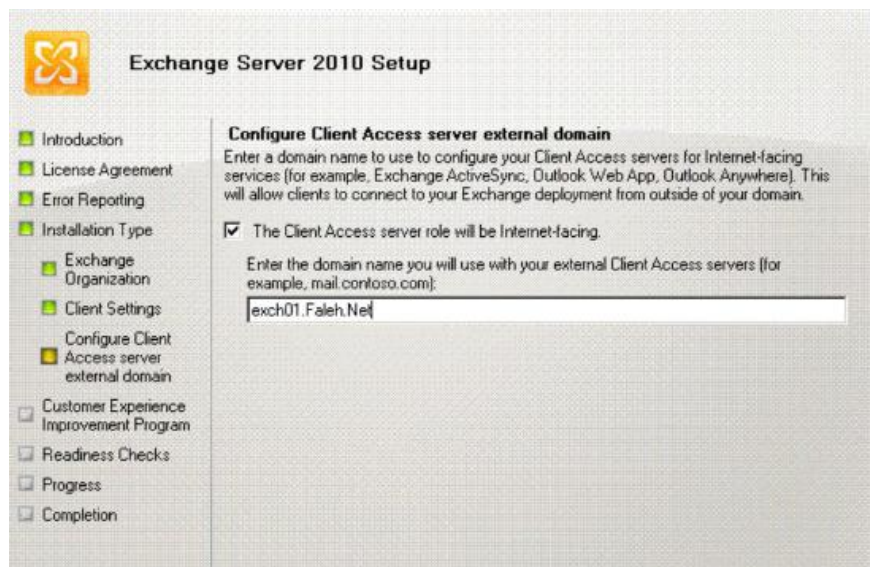 Exchange Server 2010 Setup
Introduction
License Agreement
Error Reporting
Installation Type
Exchange
Organization
Client Settings
Configure Client
Access server
external domain
Customer Experience
Improvement Program
Readiness Checks
Progress
Completion
Configure Client Access server external domain
Enter a domain name to use to configure your Client Access servers for Internet-facing
services (for example, Exchange ActiveSync, Outlook Web App, Outlook Anywhere). This
will allow clients to connect to your Exchange deployment from outside of your domain.
The Client Access server role will be Internet-facing.
Enter the domain name you will use with your external Client Access servers (for
example, mail.contoso.com):
exch01.Faleh.Net